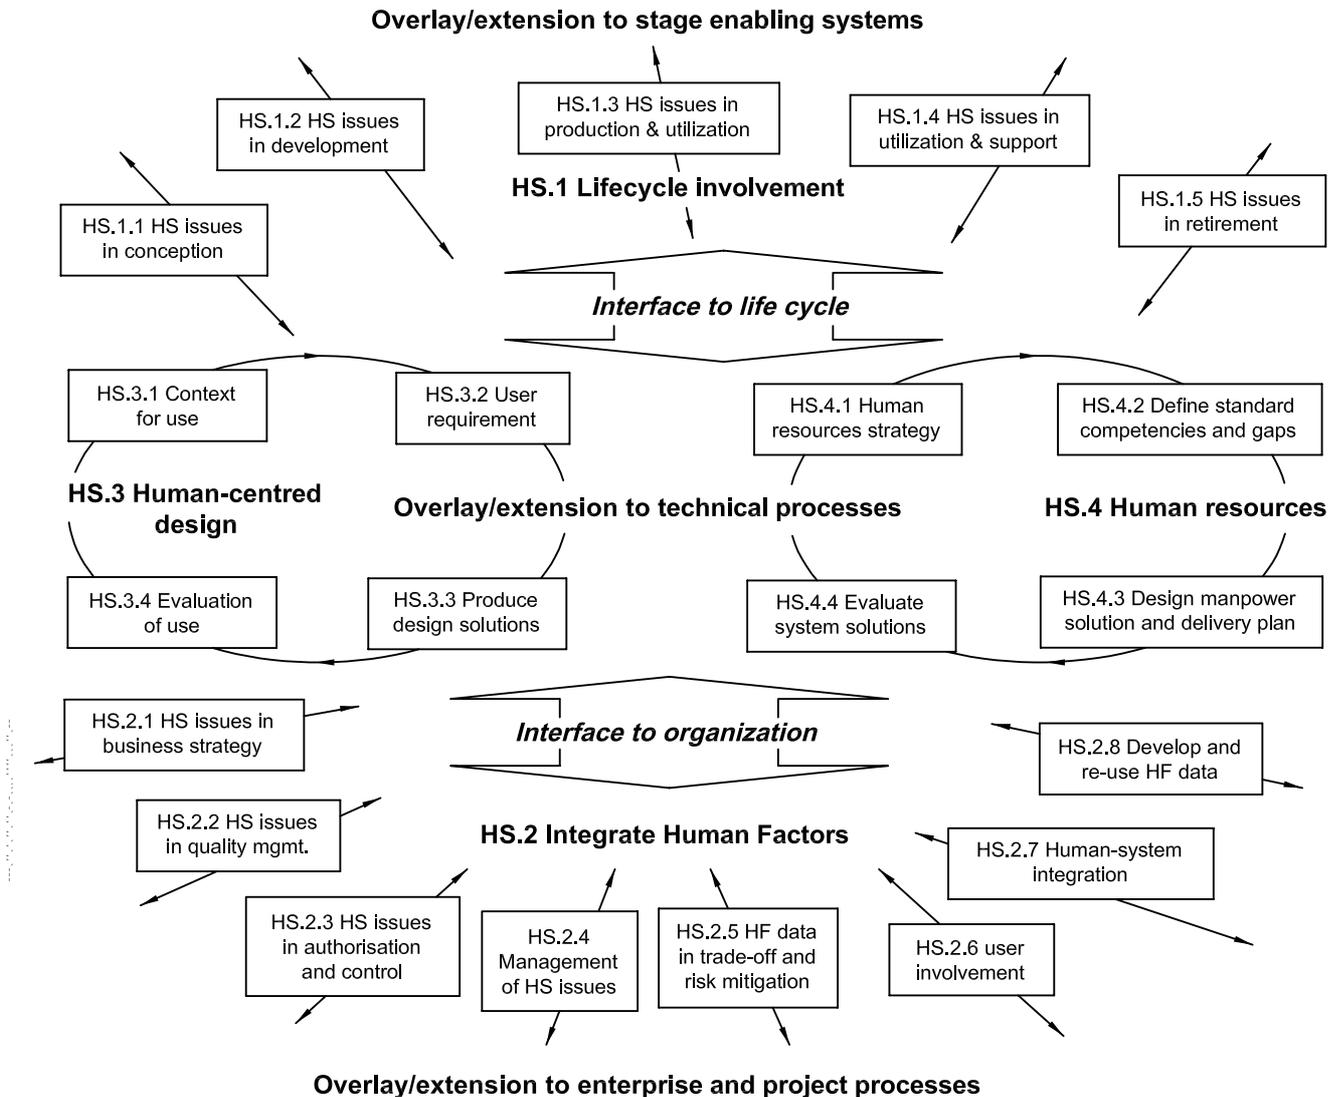 Overlay/extension to stage enabling systems
HS.1.3 HS issues in
production & utilization
HS.1.2 HS issues
in development
HS.1.4 HS issues in
utilization & support
HS.1 Lifecycle involvement
HS.1.1 HS issues
in conception
HS.1.5 HS issues
in retirement
Interface to life cycle
HS.3.1 Context
for use
HS.3.2 User
requirement
HS.4.1 Human
resources strategy
HS.4.2 Define standard
competencies and gaps
HS.3 Human-centred
design
Overlay/extension to technical processes
HS.4 Human resources
HS.3.4 Evaluation
of use
HS.3.3 Produce
design solutions
HS.4.4 Evaluate
system solutions
HS.4.3 Design manpower
solution and delivery plan
HS.2.1 HS issues in
business strategy
Interface to organization
HS.2.8 Develop and
re-use HF data
HS.2.2 HS issues
in quality mgmt.
HS.2 Integrate Human Factors
HS.2.7 Human-system
integration
HS.2.3 HS issues
in authorisation
and control
HS.2.4
Management
of HS issues
HS.2.5 HF data
in trade-off and
risk mitigation
HS.2.6 user
involvement
Overlay/extension to enterprise and project processes